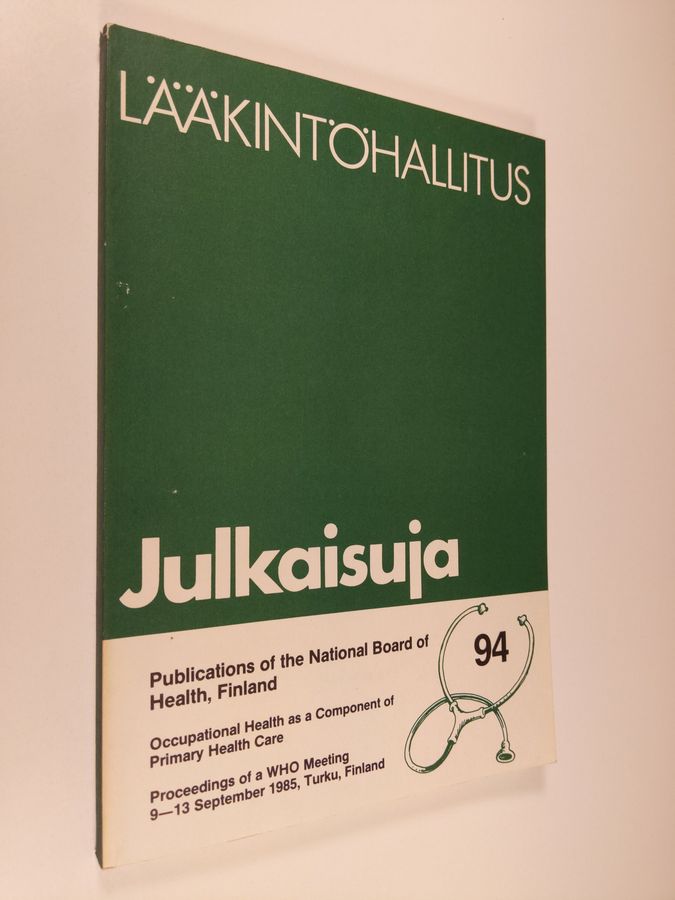 LÄÄKINTÖHALLITUS
Julkaisuja
94
Publications of the National Board of
Health, Finland
Occupational Health as a Component of
Primary Health Care
Proceedings of a WHO Meeting
9—13 September 1985, Turku, Finland